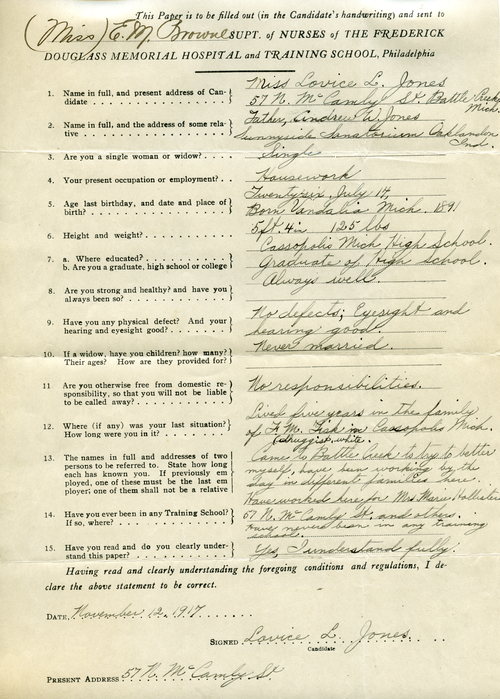 This Paper is to be filled out (in the Candidate's handwriting) and sent to
(Miss) E. M. Browne SUPT. of NURSES of THE FREDERICK
DOUGLASS MEMORIAL HOSPITAL and TRAINING SCHOOL, Philadelphia
1. Name in full, and present address of Candidate
Miss Lovice L. Jones
57 N. McCamly St. Battle Creek Mich.
2. Name in full, and the address of some relative
Father, Andrew W. Jones
Sunnyside Sanatorium Oaklandon Ind.
3. Are you a single woman or widow?
Single
4. Your present occupation or employment?
Housework
5. Age last birthday, and date and place of birth?
Twenty six, July 14,
Born Vandalia Mich. 1891
6. Height and weight?
5 ft 4 in 125 lbs
7. a. Where educated?
b. Are you a graduate, high school or college
Cassopolis Mich High School.
Graduate of High School.
8. Are you strong and healthy? and have you always been so?
Always well.
9. Have you any physical defect? And your hearing and eyesight good?
No defects; Eyesight and
hearing good.
10. If a widow, have you children? how many? Their ages? How are they provided for?
Never married.
11. Are you otherwise free from domestic responsibility, so that you will not be liable to be called away?
No responsibilities.
12. Where (if any) was your last situation? How long were you in it?
Lived five years in the family
of F. M. Fisk in Cassopolis Mich.
(druggist, white.
13. The names in full and addresses of two persons to be referred to. State how long each has known you. If previously employed, one of these must be the last employer; one of them shall not be a relative
Came to Battle Creek to try to better
myself, have been working by the
day in different families here.
Have worked here for Mrs. Marie Hollister
57 N. McCamly St. and others.
14. Have you ever been in any Training School? If so, where?
Have never been in any training
school.
15. Have you read and do you clearly understand this paper?
Yes, I understand fully.
Having read and clearly understanding the foregoing conditions and regulations, I declare the above statement to be correct.
DATE, November 12, 1917
SIGNED Lovice L. Jones
Candidate
PRESENT ADDRESS 57 N. McCamly St